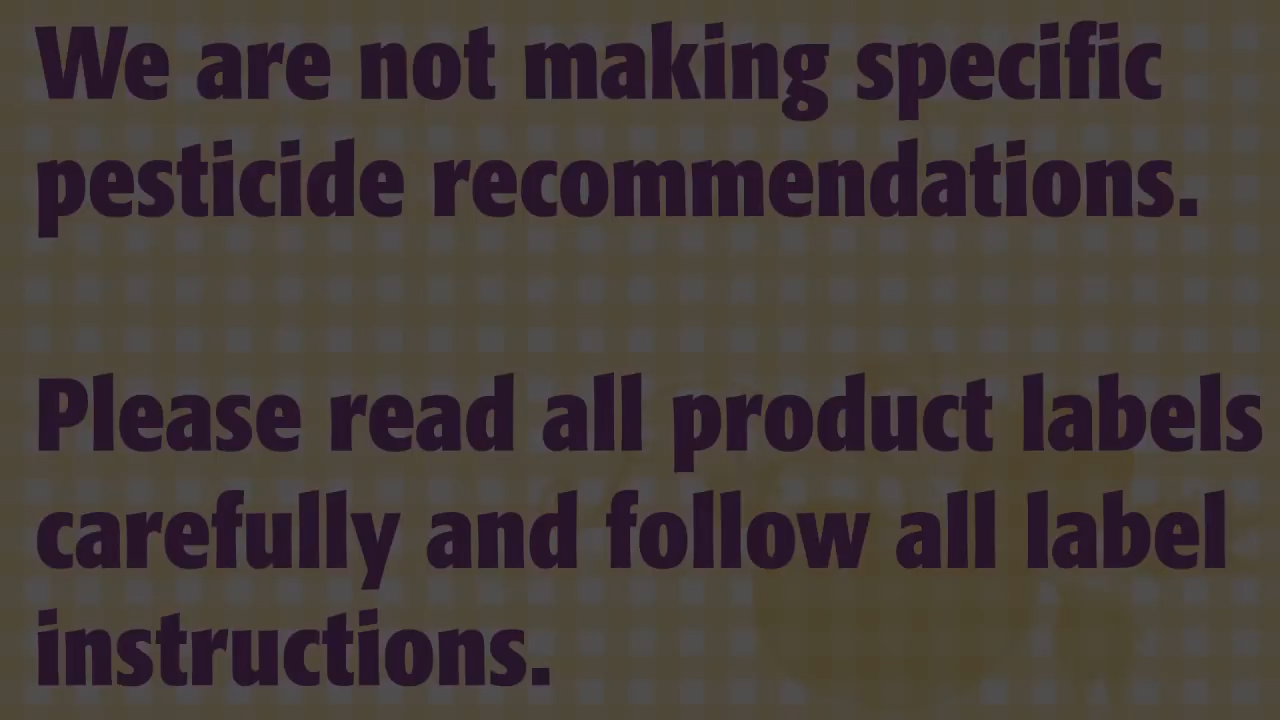 We are not making specific
pesticide recommendations.
Please read all product labels
carefully and follow all label
instructions.